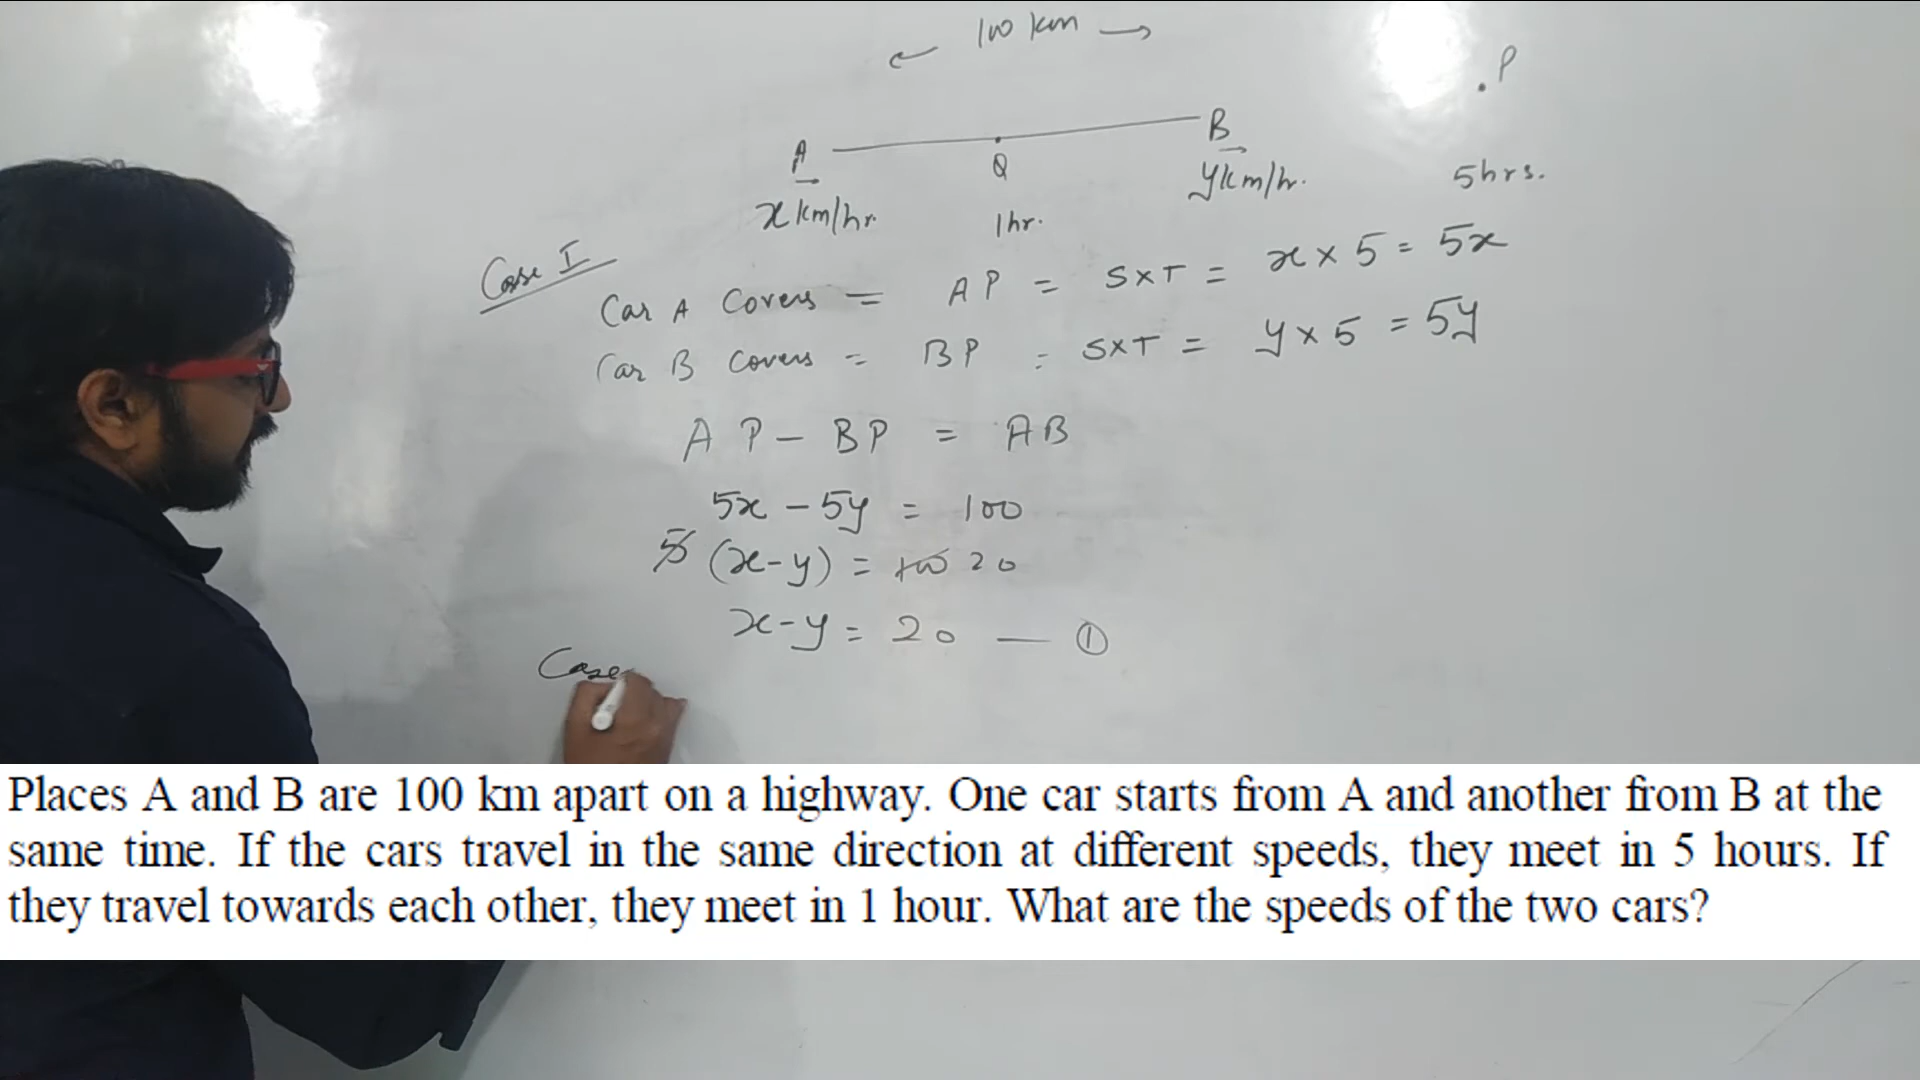 100 km
. P
A B
Q
x km/hr. 1hr. y km/hr. 5hrs.
Case I
Car A Covers = AP = S×T = x × 5 = 5x
Car B Covers = BP = S×T = y × 5 = 5y
AP – BP = AB
5x – 5y = 100
5 (x-y) = 100 20
x-y = 20 — ①
Case
Places A and B are 100 km apart on a highway. One car starts from A and another from B at the
same time. If the cars travel in the same direction at different speeds, they meet in 5 hours. If
they travel towards each other, they meet in 1 hour. What are the speeds of the two cars?